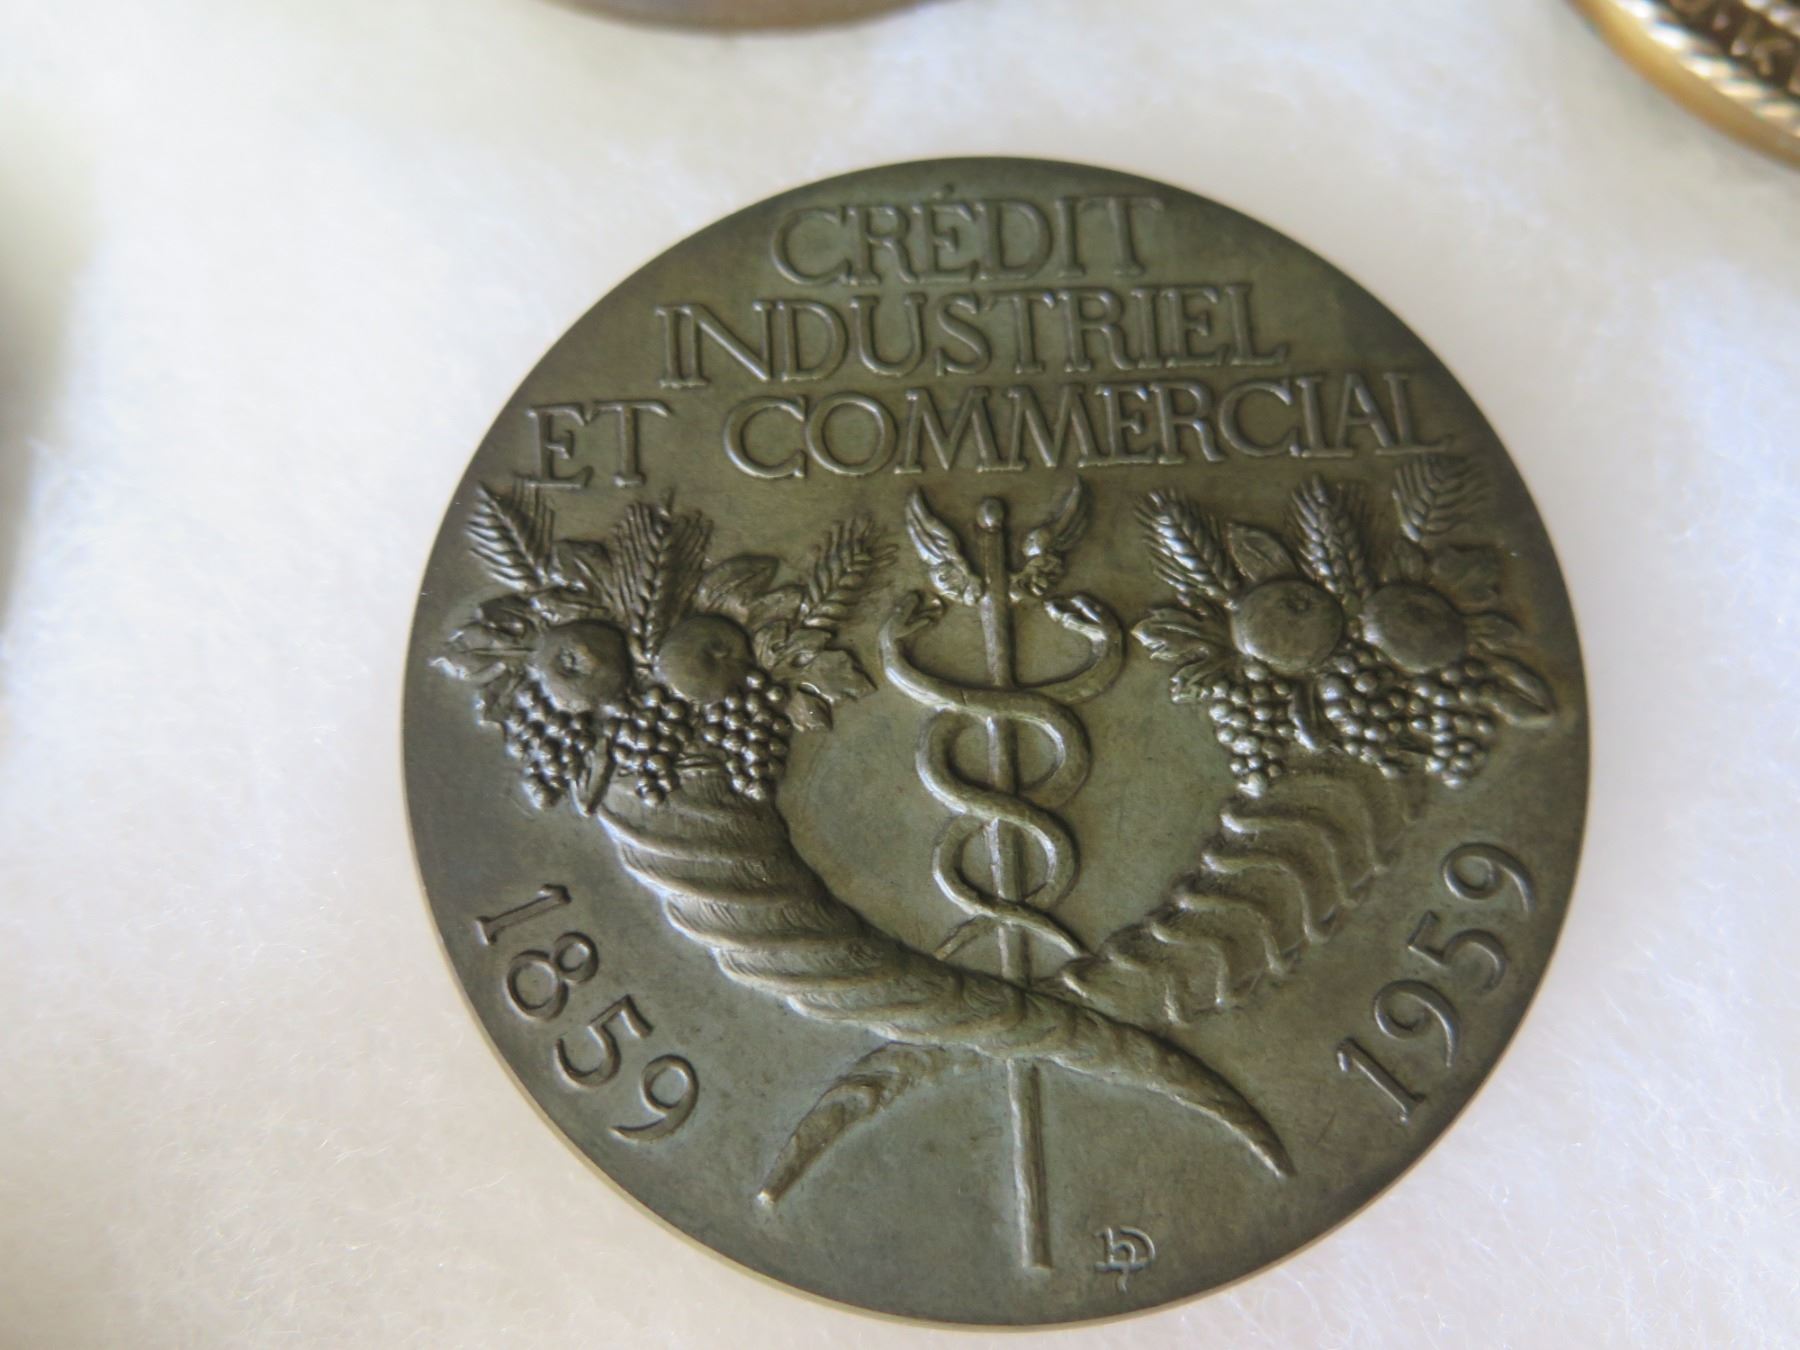 CRÉDIT
INDUSTRIEL
ET COMMERCIAL
1859
1959